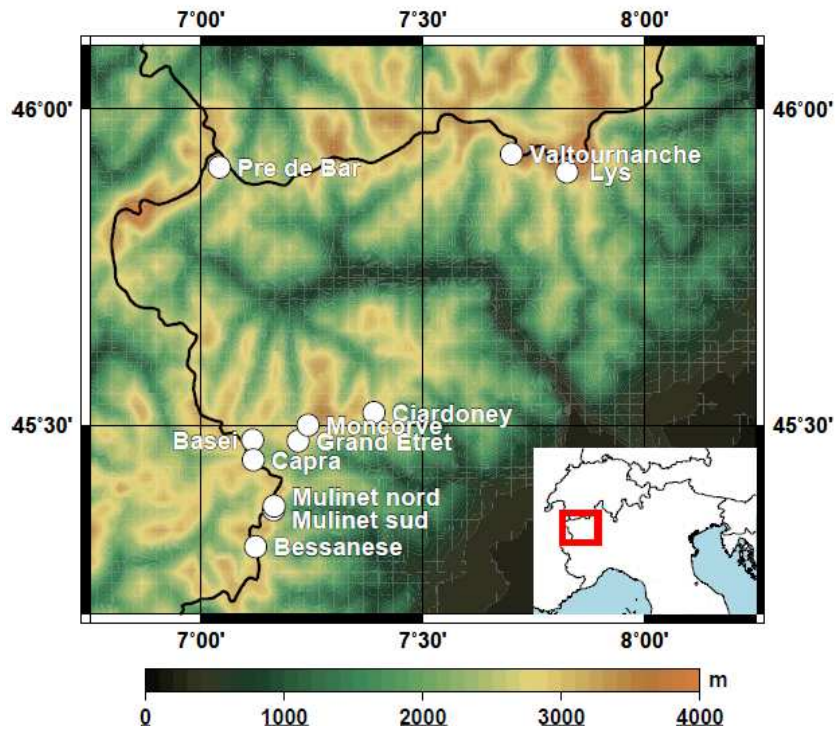 7˚00' 7˚30' 8˚00'
46˚00' 46˚00'
Pre de Bar
Valtournanche
Lys
Ciardoney
45˚30' 45˚30'
Moncorve
Basei Grand Etret
Capra
Mulinet nord
Mulinet sud
Bessanese
7˚00' 7˚30' 8˚00'
m
0 1000 2000 3000 4000